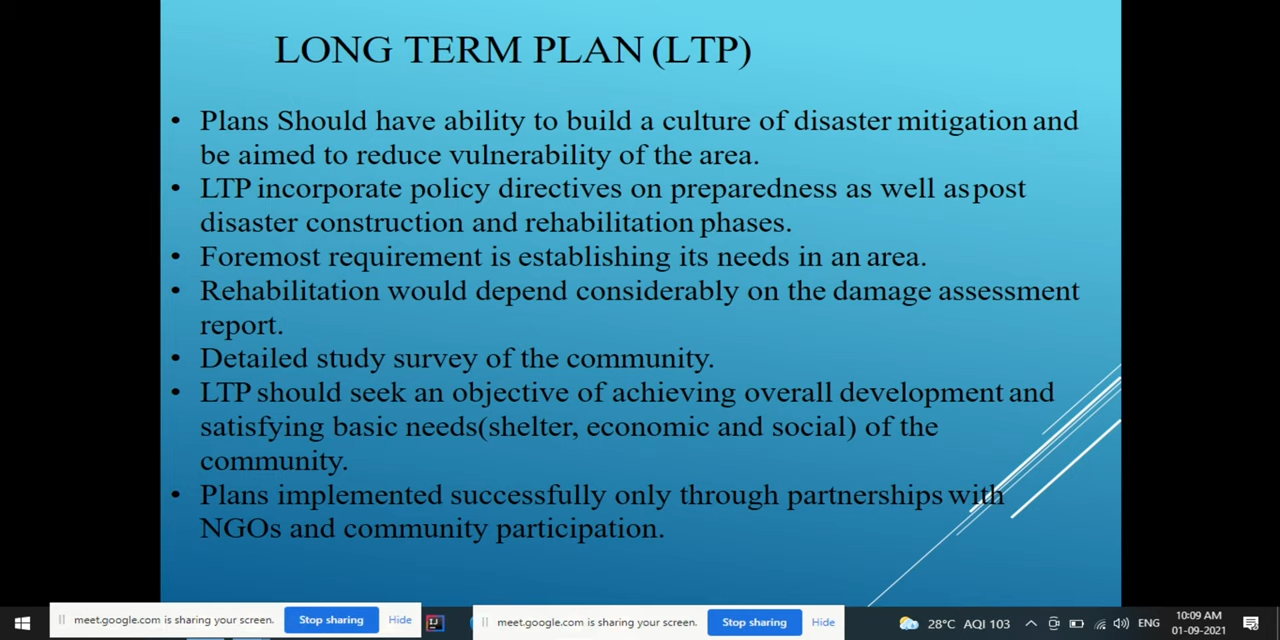 LONG TERM PLAN (LTP)
• Plans Should have ability to build a culture of disaster mitigation and
be aimed to reduce vulnerability of the area.
• LTP incorporate policy directives on preparedness as well as post
disaster construction and rehabilitation phases.
• Foremost requirement is establishing its needs in an area.
• Rehabilitation would depend considerably on the damage assessment
report.
• Detailed study survey of the community.
• LTP should seek an objective of achieving overall development and
satisfying basic needs(shelter, economic and social) of the
community.
• Plans implemented successfully only through partnerships with
NGOs and community participation.
meet.google.com is sharing your screen. Stop sharing Hide
meet.google.com is sharing your screen. Stop sharing Hide
28°C AQI 103 ENG
10:09 AM
01-09-2021